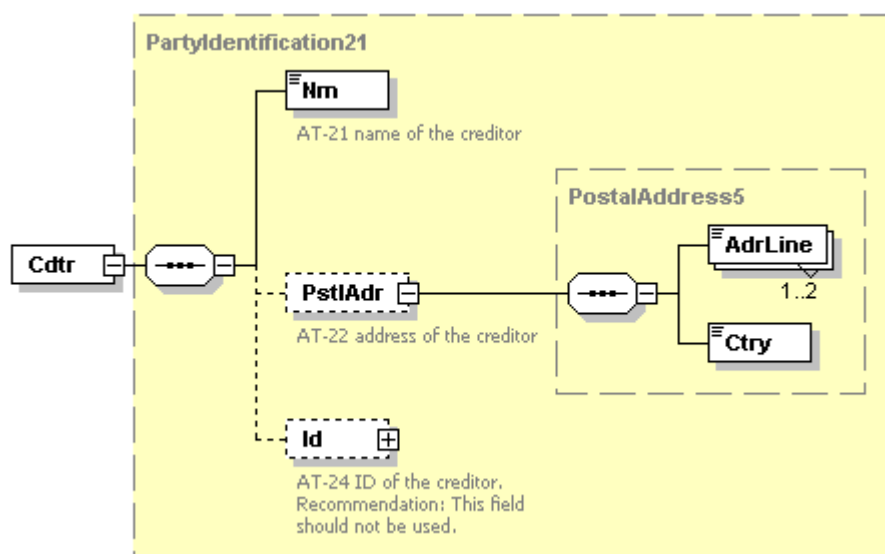 PartyIdentification21
Nm
AT-21 name of the creditor
PostalAddress5
AdrLine
1..2
Cdtr
PstlAdr
AT-22 address of the creditor
Ctry
Id
AT-24 ID of the creditor.
Recommendation: This field
should not be used.